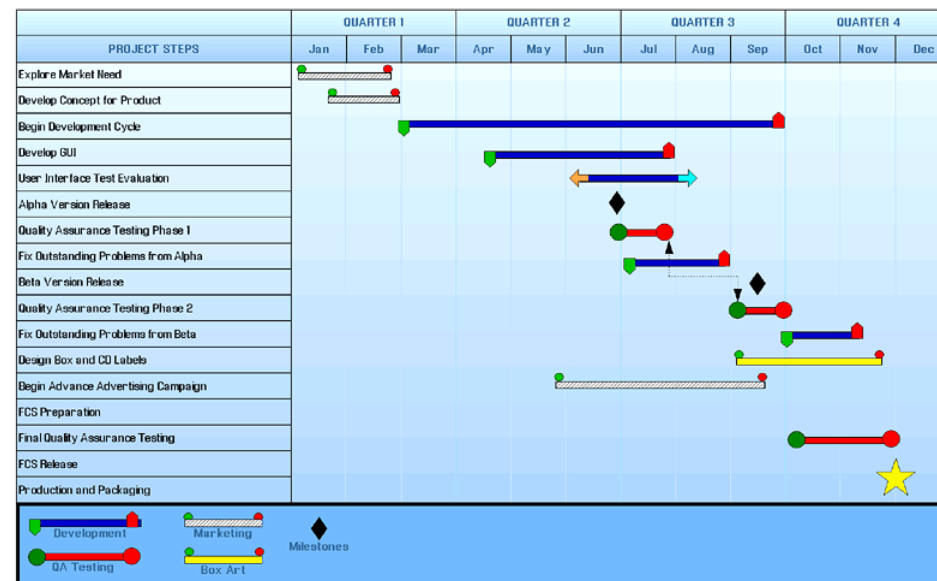 QUARTER 1 QUARTER 2 QUARTER 3 QUARTER 4
PROJECT STEPS Jan Feb Mar Apr May Jun Jul Aug Sep Oct Nov Dec
Explore Market Need
Develop Concept for Product
Begin Development Cycle
Develop GUI
User Interface Test Evaluation
Alpha Version Release
Quality Assurance Testing Phase 1
Fix Outstanding Problems from Alpha
Beta Version Release
Quality Assurance Testing Phase 2
Fix Outstanding Problems from Beta
Design Box and CD Labels
Begin Advance Advertising Campaign
FCS Preparation
Final Quality Assurance Testing
FCS Release
Production and Packaging
Development Marketing Milestones
QA Testing Box Art